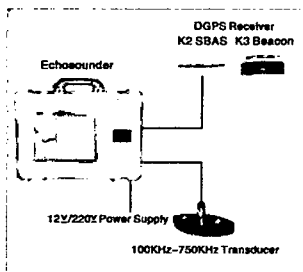 DGPS Receiver
K2 SBAS K3 Beacon
Echosounder
12V/220V Power Supply
100KHz-750KHz Transducer